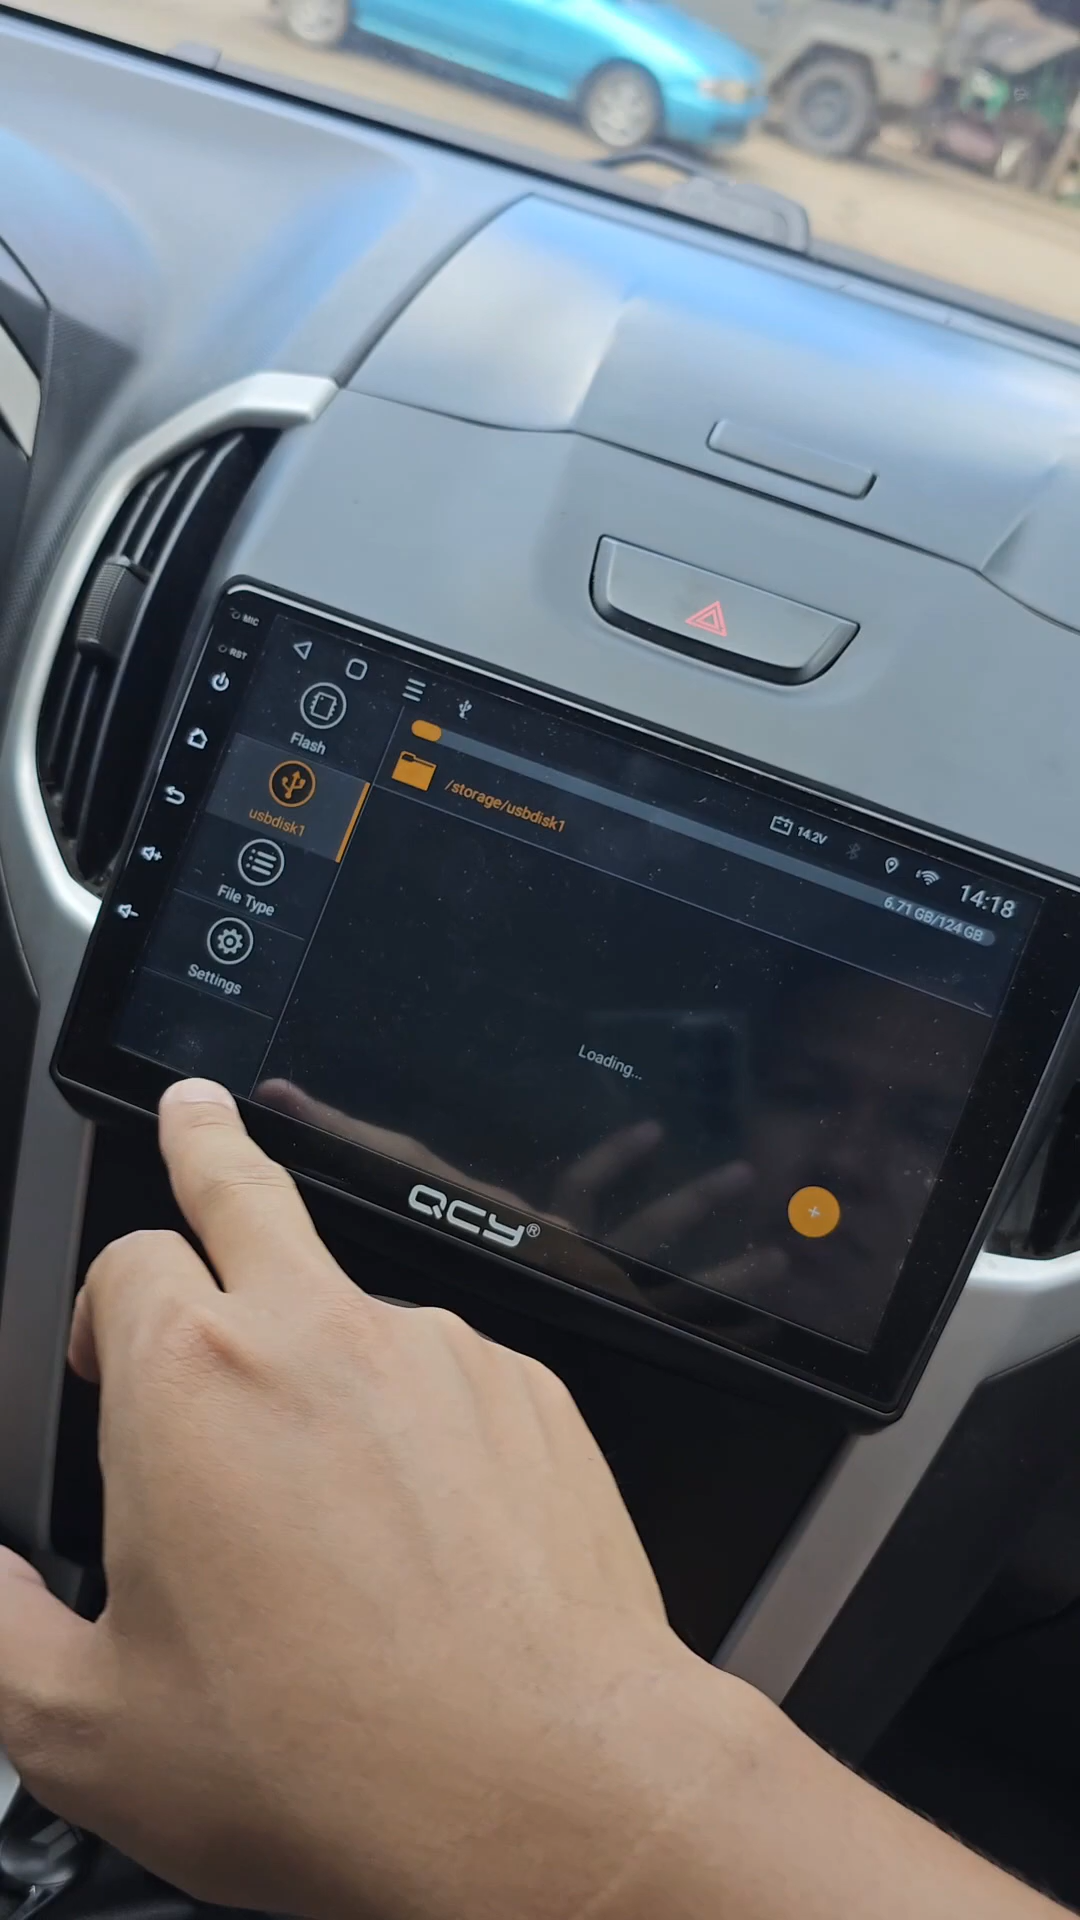 MIC
RST
Flash
usbdisk1
File Type
Settings
/storage/usbdisk1
14.2V
14:18
6.71 GB/124 GB
Loading...
+
QCY®